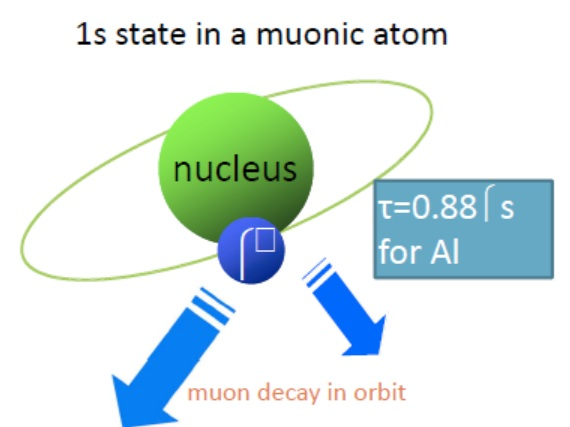 1s state in a muonic atom
nucleus
τ=0.88⌠s
for Al
⌠□
muon decay in orbit